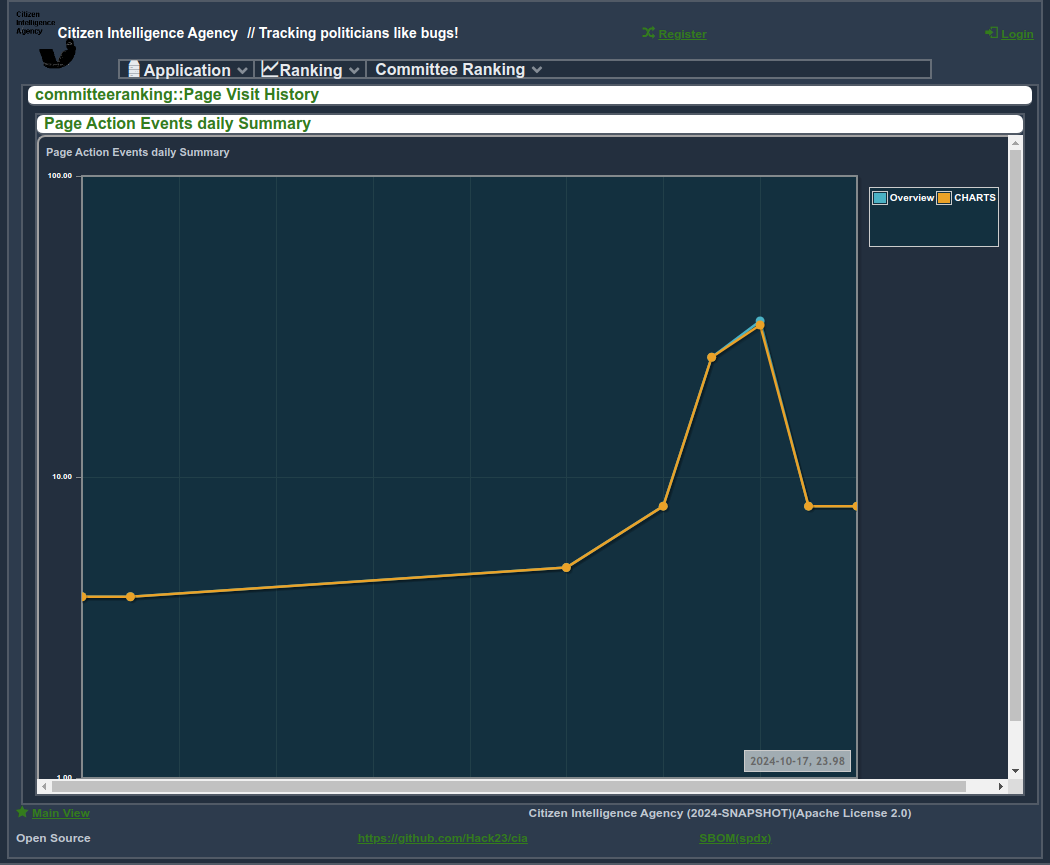 Citizen
Intelligence
Agency
Citizen Intelligence Agency // Tracking politicians like bugs!
Register
Login
Application
Ranking
Committee Ranking
committeeranking::Page Visit History
Page Action Events daily Summary
Page Action Events daily Summary
100.00
Overview CHARTS
10.00
2024-10-17, 23.98
1.00
Main View
Citizen Intelligence Agency (2024-SNAPSHOT)(Apache License 2.0)
Open Source
https://github.com/Hack23/cia
SBOM(spdx)